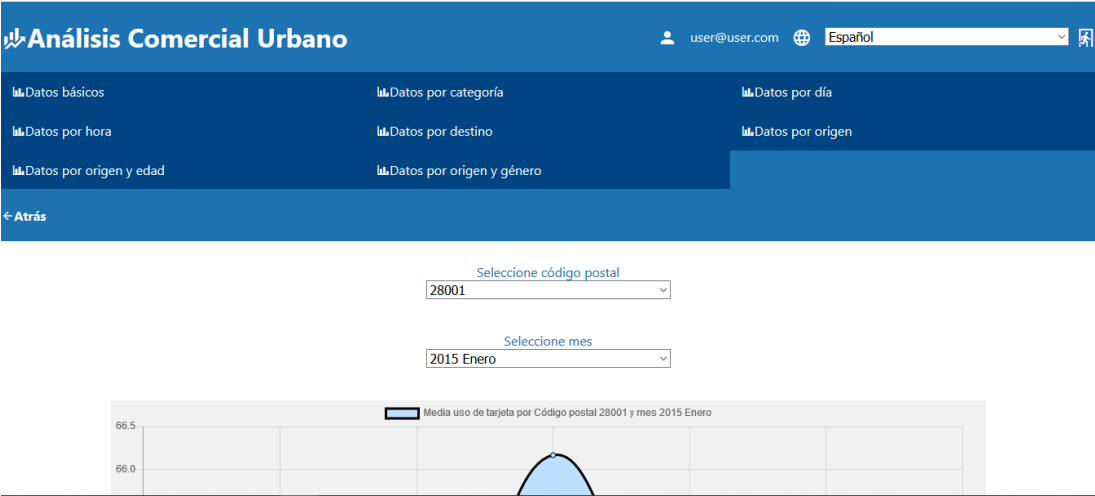 Análisis Comercial Urbano
user@user.com
Español
Datos básicos
Datos por categoría
Datos por día
Datos por hora
Datos por destino
Datos por origen
Datos por origen y edad
Datos por origen y género
Atrás
Seleccione código postal
28001
Seleccione mes
2015 Enero
Media uso de tarjeta por Código postal 28001 y mes 2015 Enero
66.5
66.0